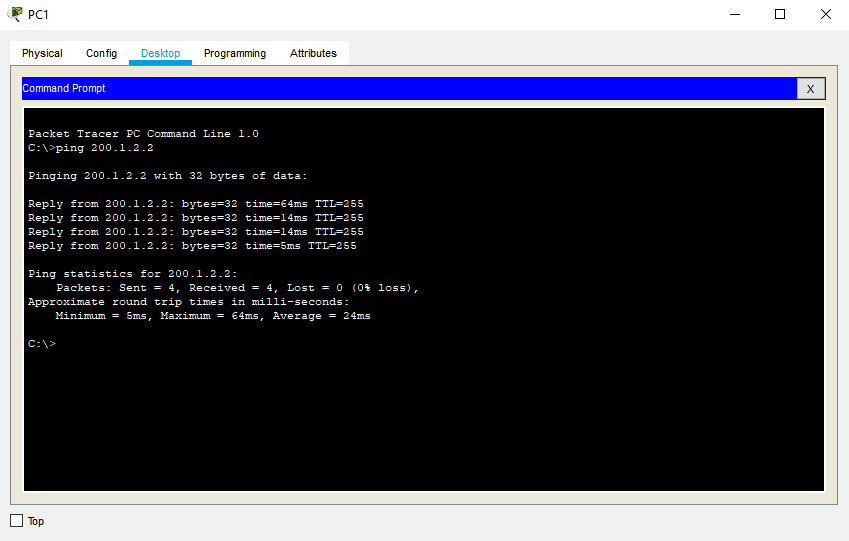 PC1
Physical Config Desktop Programming Attributes
Command Prompt X
Packet Tracer PC Command Line 1.0
C:\>ping 200.1.2.2
Pinging 200.1.2.2 with 32 bytes of data:
Reply from 200.1.2.2: bytes=32 time=64ms TTL=255
Reply from 200.1.2.2: bytes=32 time=14ms TTL=255
Reply from 200.1.2.2: bytes=32 time=14ms TTL=255
Reply from 200.1.2.2: bytes=32 time=5ms TTL=255
Ping statistics for 200.1.2.2:
    Packets: Sent = 4, Received = 4, Lost = 0 (0% loss),
Approximate round trip times in milli-seconds:
    Minimum = 5ms, Maximum = 64ms, Average = 24ms
C:\>
Top